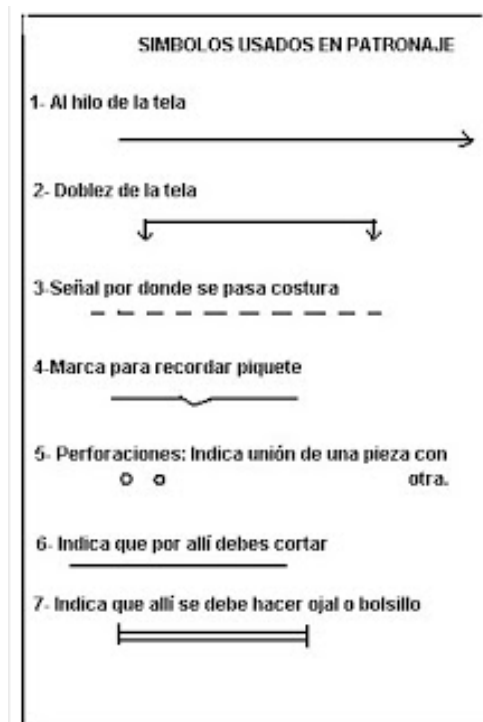 SIMBOLOS USADOS EN PATRONAJE
1- Al hilo de la tela
2- Doblez de la tela
3-Señal por donde se pasa costura
4-Marca para recordar piquete
5- Perforaciones: Indica unión de una pieza con
otra.
6- Indica que por allí debes cortar
7- Indica que allí se debe hacer ojal o bolsillo